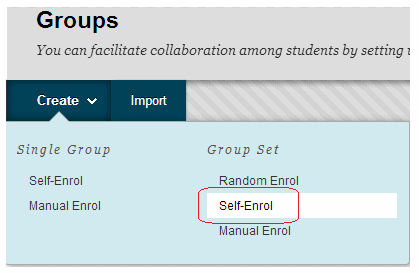 Groups
You can facilitate collaboration among students by setting
Create Import
Single Group Group Set
Self-Enrol Random Enrol
Manual Enrol Self-Enrol
Manual Enrol